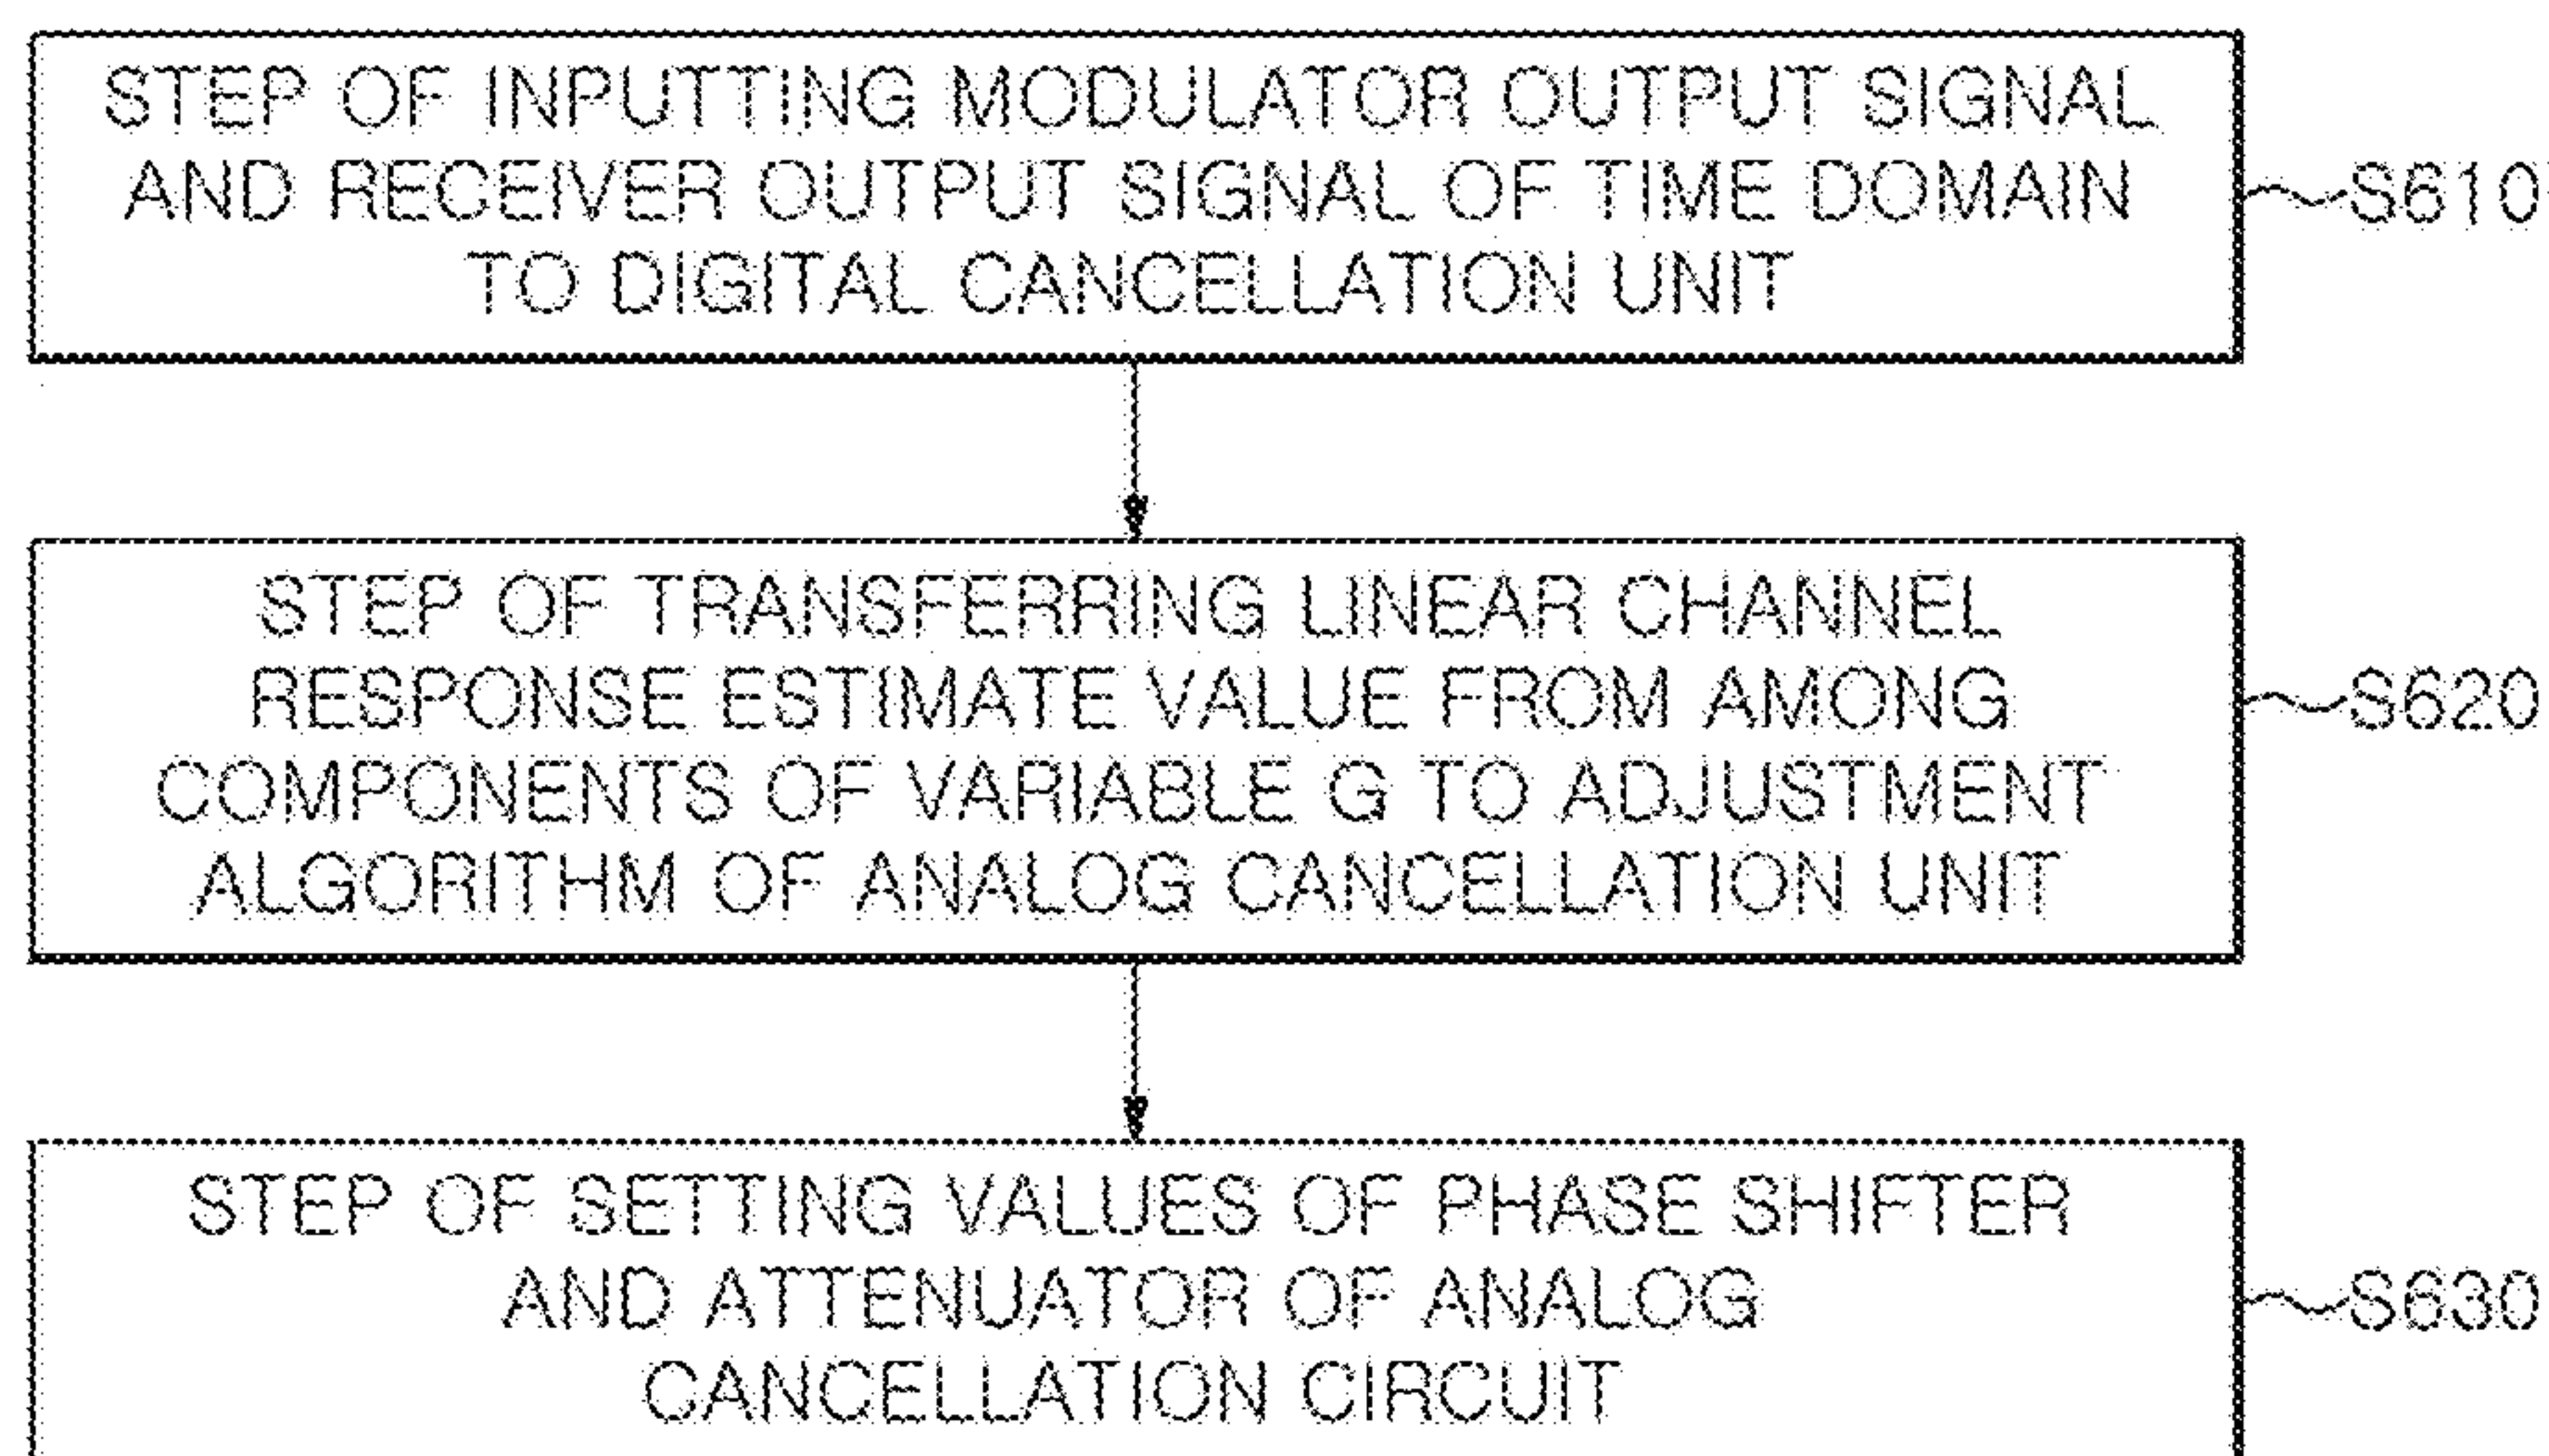 STEP OF INPUTTING MODULATOR OUTPUT SIGNAL
AND RECEIVER OUTPUT SIGNAL OF TIME DOMAIN
TO DIGITAL CANCELLATION UNIT
S610
STEP OF TRANSFERRING LINEAR CHANNEL
RESPONSE ESTIMATE VALUE FROM AMONG
COMPONENTS OF VARIABLE G TO ADJUSTMENT
ALGORITHM OF ANALOG CANCELLATION UNIT
S620
STEP OF SETTING VALUES OF PHASE SHIFTER
AND ATTENUATOR OF ANALOG
CANCELLATION CIRCUIT
S630